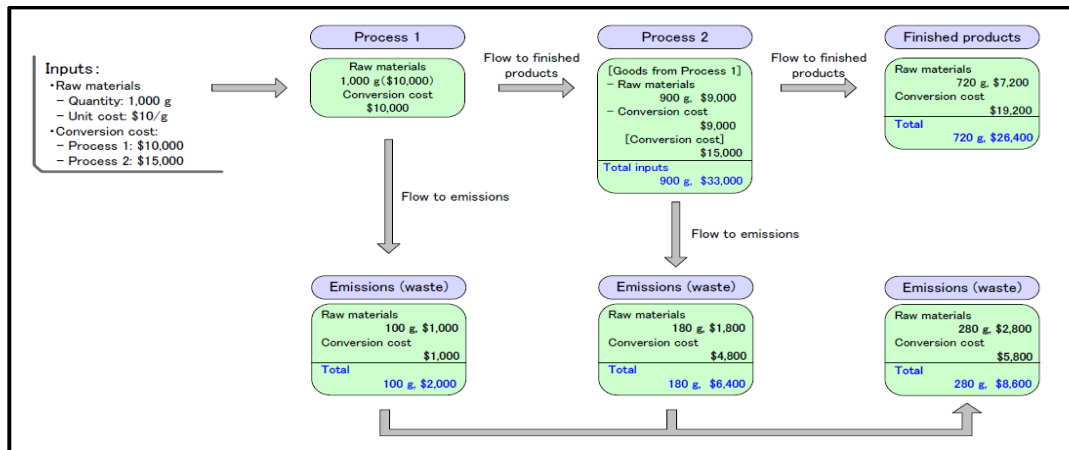 Process 1
Process 2
Finished products
Inputs:
・Raw materials
− Quantity: 1,000 g
− Unit cost: $10/g
・Conversion cost:
− Process 1: $10,000
− Process 2: $15,000
Raw materials
1,000 g($10,000)
Conversion cost
$10,000
Flow to finished
products
[Goods from Process 1]
− Raw materials
900 g, $9,000
− Conversion cost
$9,000
[Conversion cost]
$15,000
Total inputs
900 g, $33,000
Flow to finished
products
Raw materials
720 g, $7,200
Conversion cost
$19,200
Total
720 g, $26,400
Flow to emissions
Flow to emissions
Emissions (waste)
Raw materials
100 g, $1,000
Conversion cost
$1,000
Total
100 g, $2,000
Emissions (waste)
Raw materials
180 g, $1,800
Conversion cost
$4,800
Total
180 g, $6,400
Emissions (waste)
Raw materials
280 g, $2,800
Conversion cost
$5,800
Total
280 g, $8,600